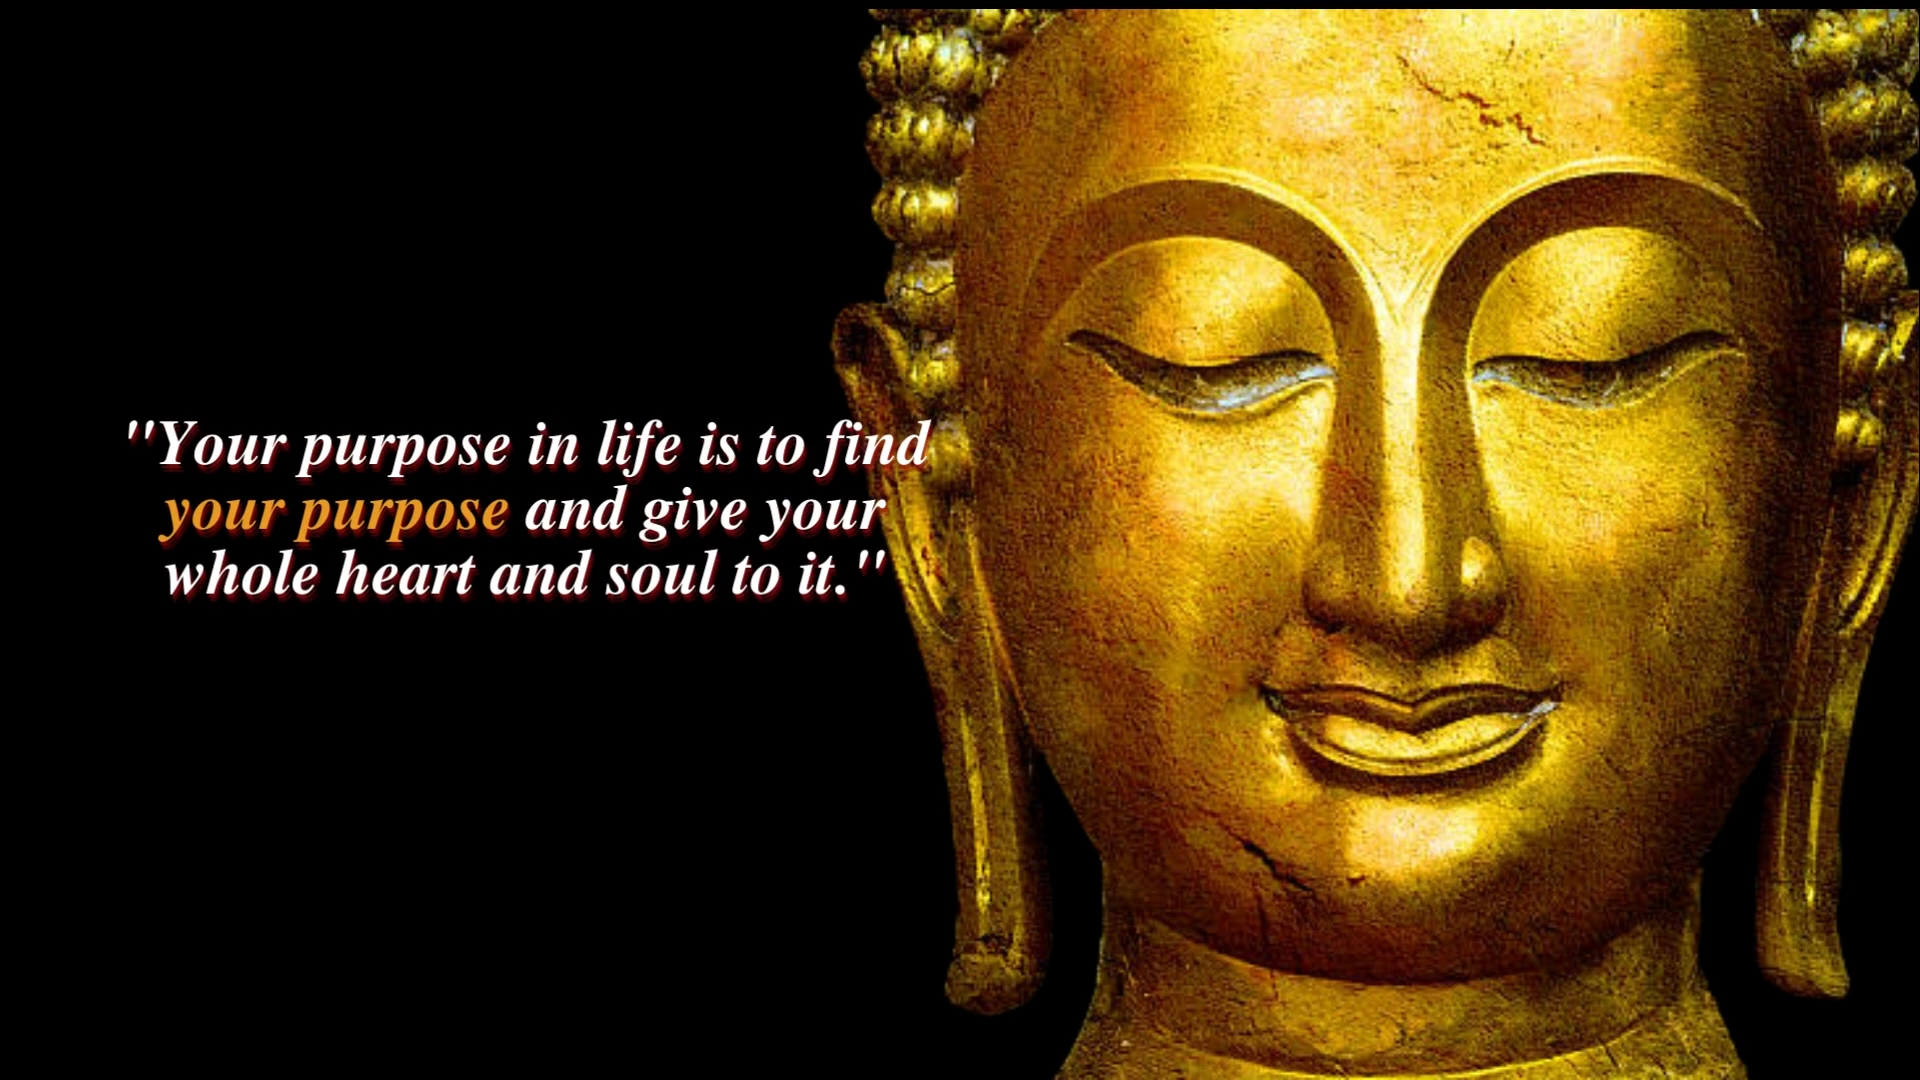 "Your purpose in life is to find
your purpose and give your
whole heart and soul to it."